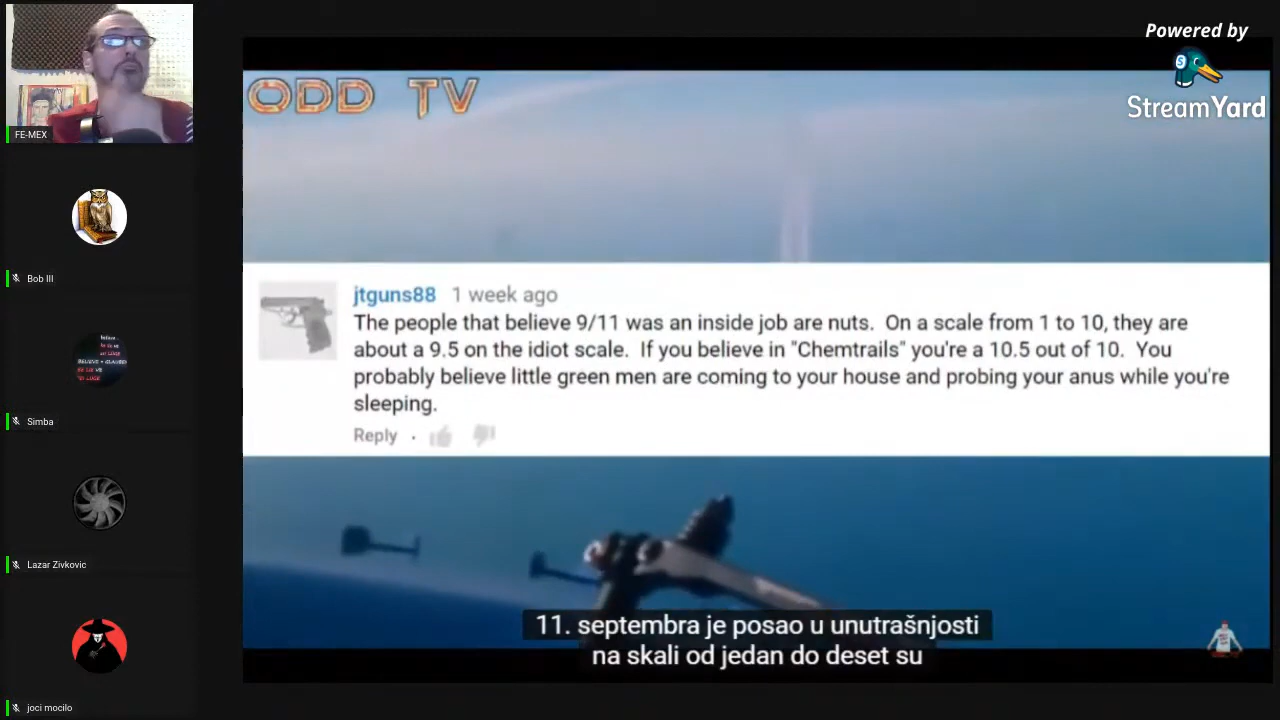 Powered by
StreamYard
ODD TV
FE-MEX
Bob III
Simba
Lazar Zivkovic
joci mocilo
jtguns88 1 week ago
The people that believe 9/11 was an inside job are nuts. On a scale from 1 to 10, they are
about a 9.5 on the idiot scale. If you believe in "Chemtrails" you're a 10.5 out of 10. You
probably believe little green men are coming to your house and probing your anus while you're
sleeping.
Reply ·
11. septembra je posao u unutrašnjosti
na skali od jedan do deset su